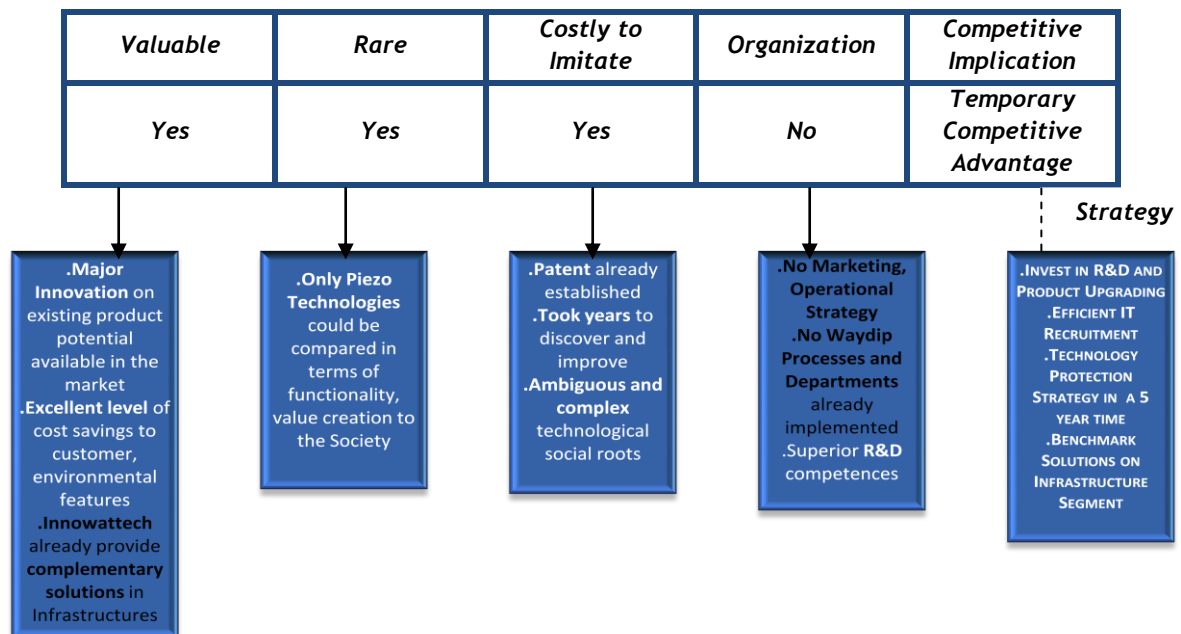 Valuable
Rare
Costly to
Imitate
Organization
Competitive
Implication
Yes
Yes
Yes
No
Temporary
Competitive
Advantage
Strategy
.Major
Innovation on
existing product
potential
available in the
market
.Excellent level of
cost savings to
customer,
environmental
features
.Innowattech
already provide
complementary
solutions in
Infrastructures
.Only Piezo
Technologies
could be
compared in
terms of
functionality,
value creation to
the Society
.Patent already
established
.Took years to
discover and
improve
.Ambiguous and
complex
technological
social roots
.No Marketing,
Operational
Strategy
.No Waydip
Processes and
Departments
already
implemented
.Superior R&D
competences
.INVEST IN R&D AND
PRODUCT UPGRADING
.EFFICIENT IT
RECRUITMENT
.TECHNOLOGY
PROTECTION
STRATEGY IN A 5
YEAR TIME
.BENCHMARK
SOLUTIONS ON
INFRASTRUCTURE
SEGMENT